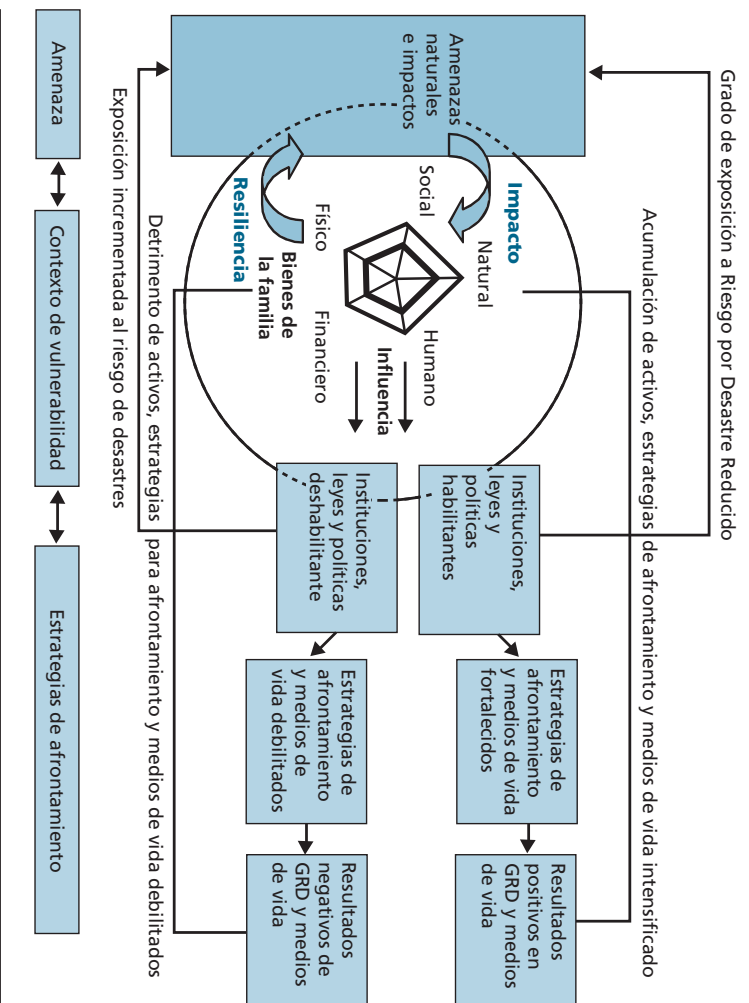 Grado de exposición a Riesgo por Desastre Reducido
Acumulación de activos, estrategias de afrontamiento y medios de vida intensificado
Amenazas
naturales
e impactos
Impacto
Social
Natural
Humano
Físico
Financiero
Resiliencia
Bienes de
la familia
Influencia
Instituciones,
leyes y
políticas
habilitantes
Estrategias de
afrontamiento
y medios de vida
fortalecidos
Resultados
positivos en
GRD y medios
de vida
Instituciones,
leyes y políticas
deshabilitante
Estrategias de
afrontamiento
y medios de
vida debilitados
Resultados
negativos de
GRD y medios
de vida
Detrimento de activos, estrategias para afrontamiento y medios de vida debilitados
Exposición incrementada al riesgo de desastres
Amenaza
Contexto de vulnerabilidad
Estrategias de afrontamiento